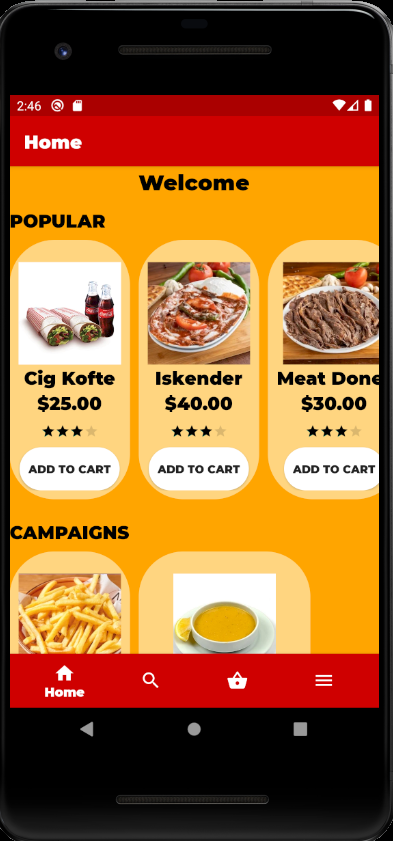 2:46
Home
Welcome
POPULAR
Cig Kofte
$25.00
ADD TO CART
Iskender
$40.00
ADD TO CART
Meat Done
$30.00
ADD TO CART
CAMPAIGNS
Home